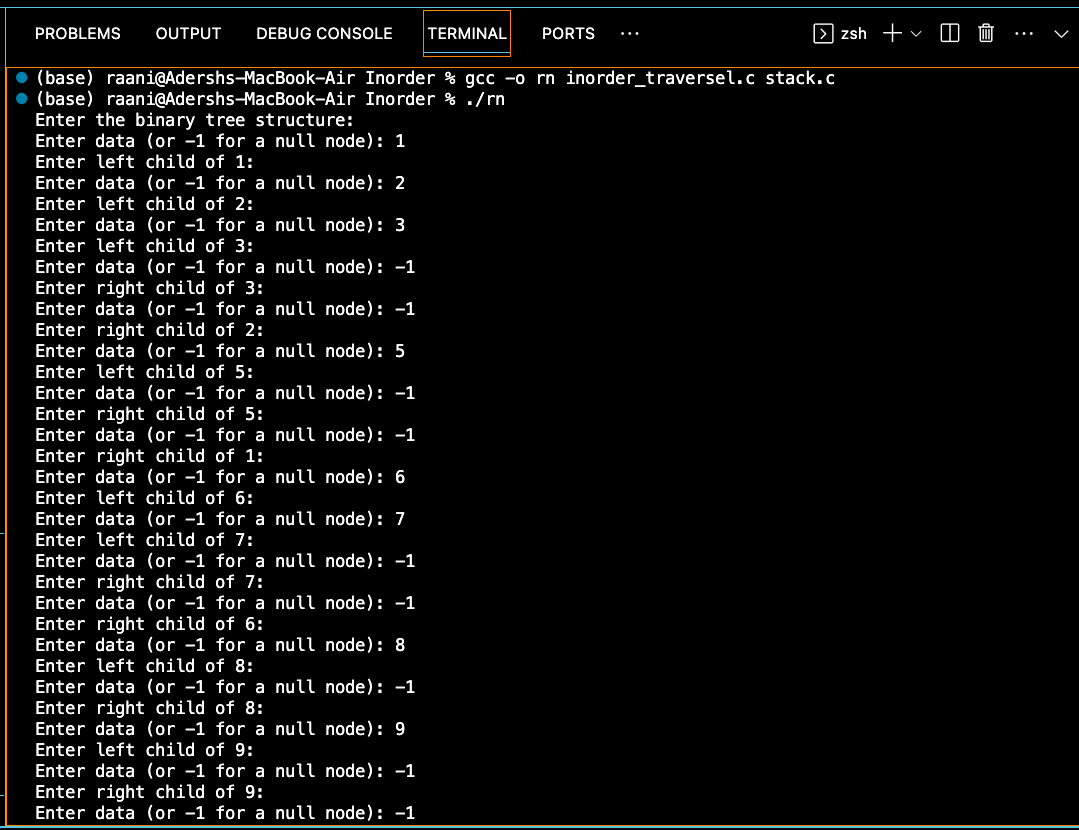 PROBLEMS OUTPUT DEBUG CONSOLE TERMINAL PORTS ··· zsh ···
(base) raani@Adershs-MacBook-Air Inorder % gcc -o rn inorder_traversel.c stack.c
(base) raani@Adershs-MacBook-Air Inorder % ./rn
Enter the binary tree structure:
Enter data (or -1 for a null node): 1
Enter left child of 1:
Enter data (or -1 for a null node): 2
Enter left child of 2:
Enter data (or -1 for a null node): 3
Enter left child of 3:
Enter data (or -1 for a null node): -1
Enter right child of 3:
Enter data (or -1 for a null node): -1
Enter right child of 2:
Enter data (or -1 for a null node): 5
Enter left child of 5:
Enter data (or -1 for a null node): -1
Enter right child of 5:
Enter data (or -1 for a null node): -1
Enter right child of 1:
Enter data (or -1 for a null node): 6
Enter left child of 6:
Enter data (or -1 for a null node): 7
Enter left child of 7:
Enter data (or -1 for a null node): -1
Enter right child of 7:
Enter data (or -1 for a null node): -1
Enter right child of 6:
Enter data (or -1 for a null node): 8
Enter left child of 8:
Enter data (or -1 for a null node): -1
Enter right child of 8:
Enter data (or -1 for a null node): 9
Enter left child of 9:
Enter data (or -1 for a null node): -1
Enter right child of 9:
Enter data (or -1 for a null node): -1